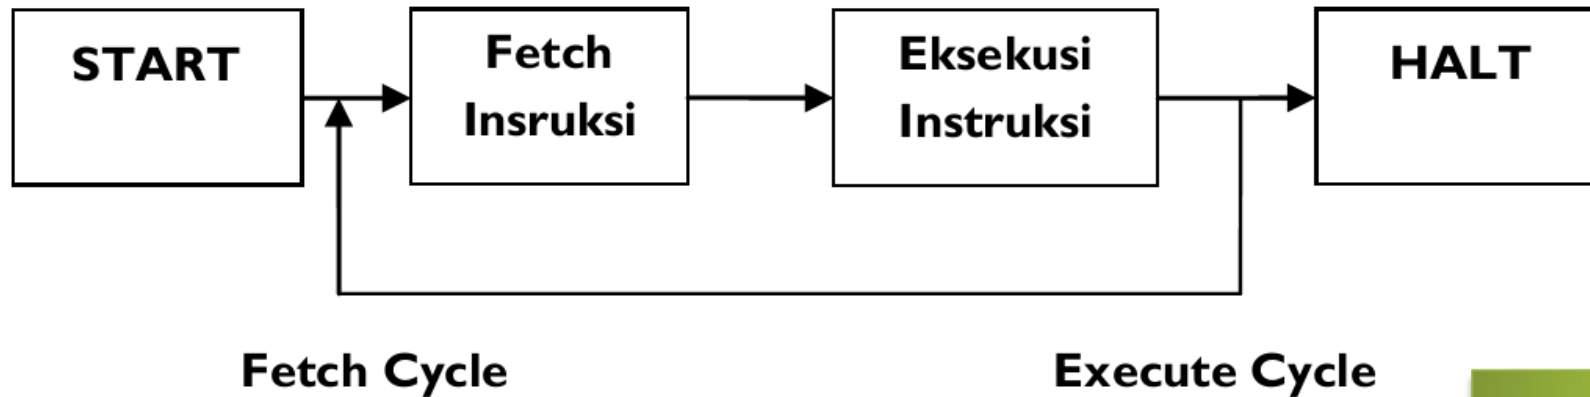 START
Fetch
Insruksi
Eksekusi
Instruksi
HALT
Fetch Cycle
Execute Cycle